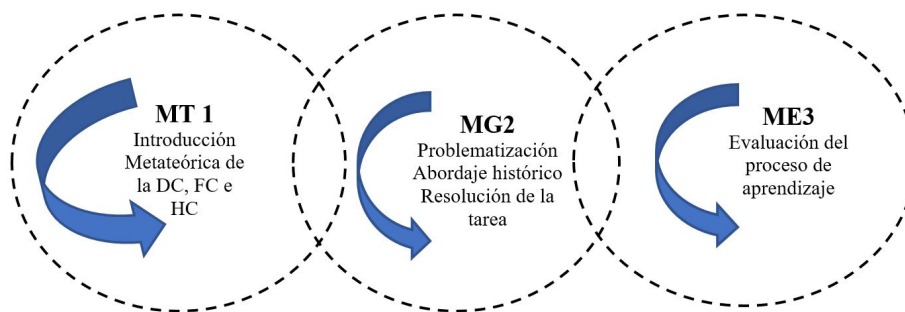 MT 1
Introducción
Metateórica de
la DC, FC e
HC
MG2
Problematización
Abordaje histórico
Resolución de la
tarea
ME3
Evaluación del
proceso de
aprendizaje